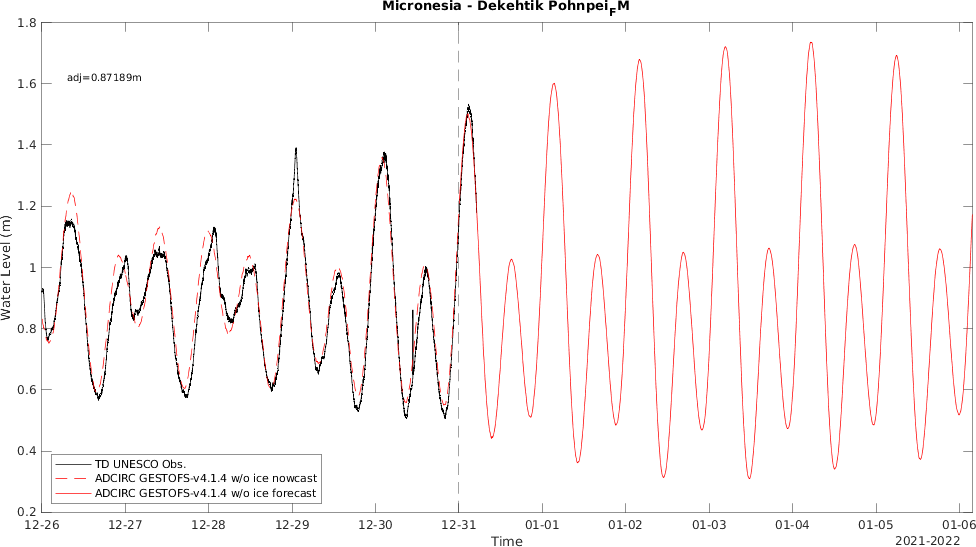 Micronesia - Dekehtik Pohnpei_FM
1.8
1.6
1.4
1.2
1
0.8
0.6
0.4
0.2
Water Level (m)
adj=0.87189m
TD UNESCO Obs.
ADCIRC GESTOFS-v4.1.4 w/o ice nowcast
ADCIRC GESTOFS-v4.1.4 w/o ice forecast
12-26 12-27 12-28 12-29 12-30 12-31 01-01 01-02 01-03 01-04 01-05 01-06
Time
2021-2022